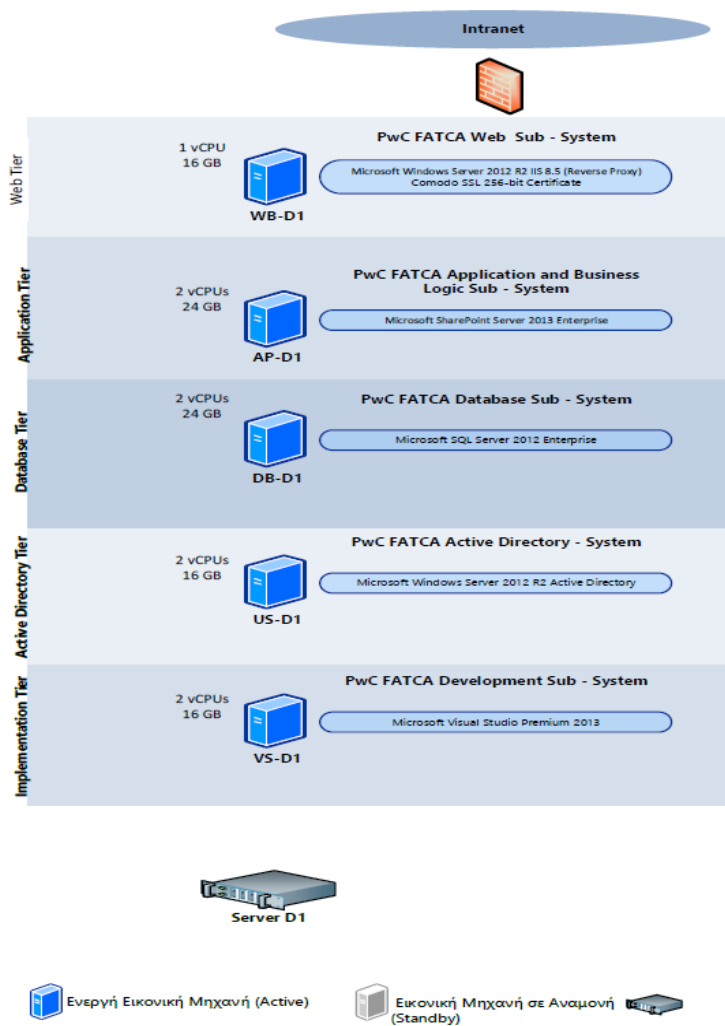 Intranet
PwC FATCA Web Sub - System
1 vCPU
16 GB
Microsoft Windows Server 2012 R2 IIS 8.5 (Reverse Proxy)
Comodo SSL 256-bit Certificate
WB-D1
Web Tier
PwC FATCA Application and Business
Logic Sub - System
2 vCPUs
24 GB
Microsoft SharePoint Server 2013 Enterprise
AP-D1
Application Tier
PwC FATCA Database Sub - System
2 vCPUs
24 GB
Microsoft SQL Server 2012 Enterprise
DB-D1
Database Tier
PwC FATCA Active Directory - System
2 vCPUs
16 GB
Microsoft Windows Server 2012 R2 Active Directory
US-D1
Active Directory Tier
PwC FATCA Development Sub - System
2 vCPUs
16 GB
Microsoft Visual Studio Premium 2013
VS-D1
Implementation Tier
Server D1
Ενεργή Εικονική Μηχανή (Active)
Εικονική Μηχανή σε Αναμονή
(Standby)